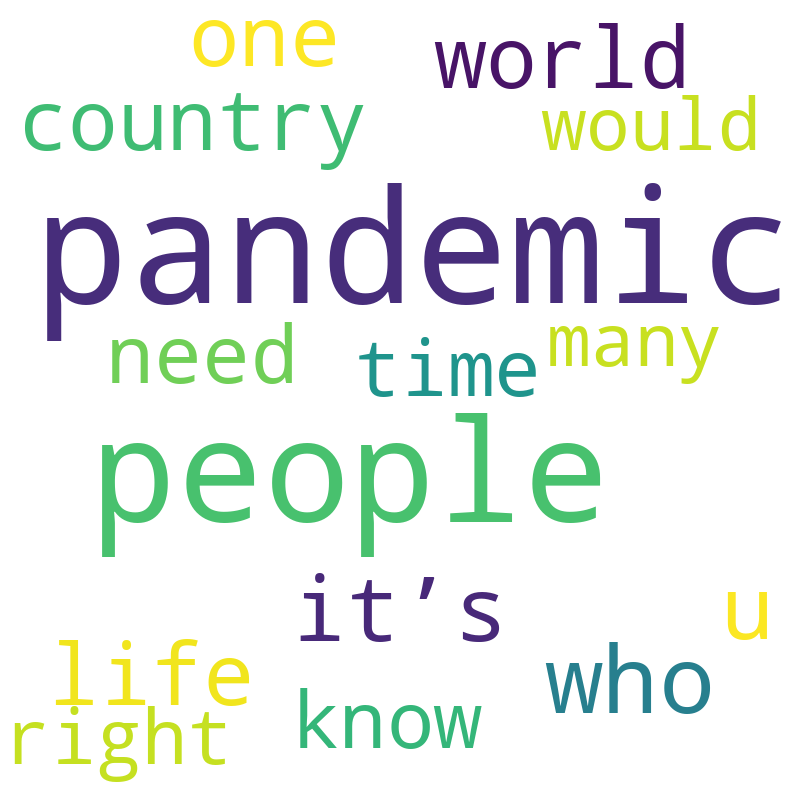 one world
country would
pandemic
need time many
people
it’s u
life who
right know